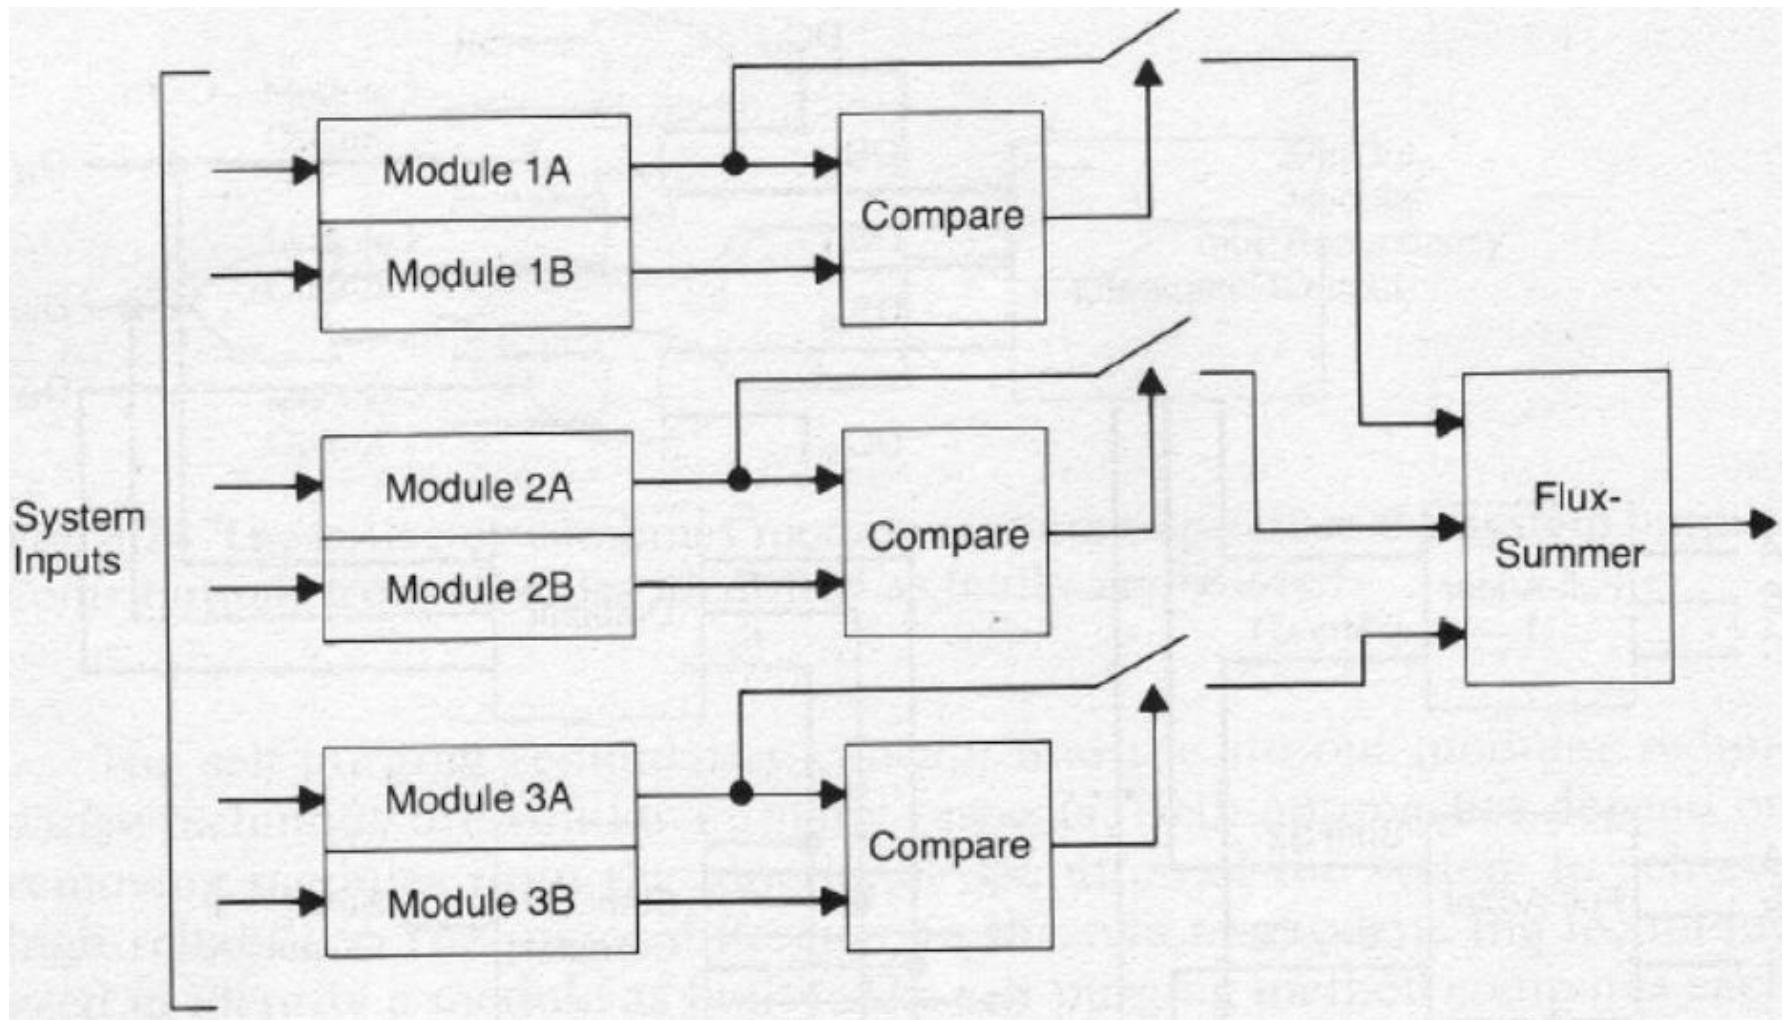 Module 1A
Compare
Module 1B
Module 2A
Compare
Module 2B
System
Inputs
Flux-
Summer
Module 3A
Compare
Module 3B